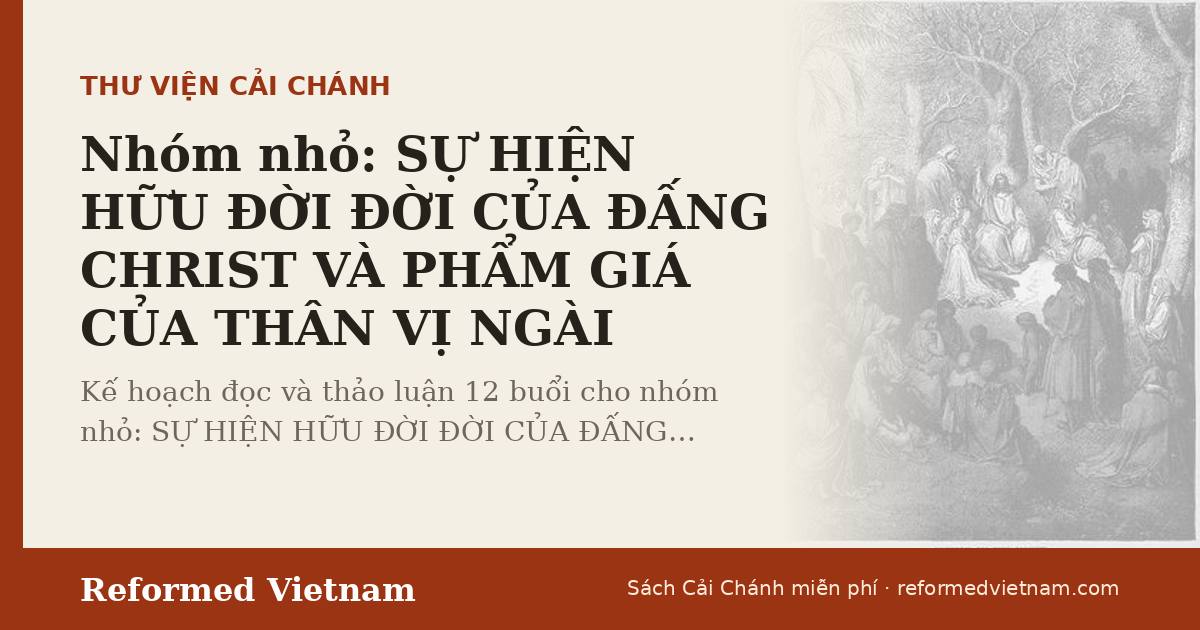 THƯ VIỆN CẢI CHÁNH
Nhóm nhỏ: SỰ HIỆN
HỮU ĐỜI ĐỜI CỦA ĐẤNG
CHRIST VÀ PHẨM GIÁ
CỦA THÂN VỊ NGÀI
Kế hoạch đọc và thảo luận 12 buổi cho nhóm
nhỏ: SỰ HIỆN HỮU ĐỜI ĐỜI CỦA ĐẤNG...
Reformed Vietnam
Sách Cải Chánh miễn phí · reformedvietnam.com